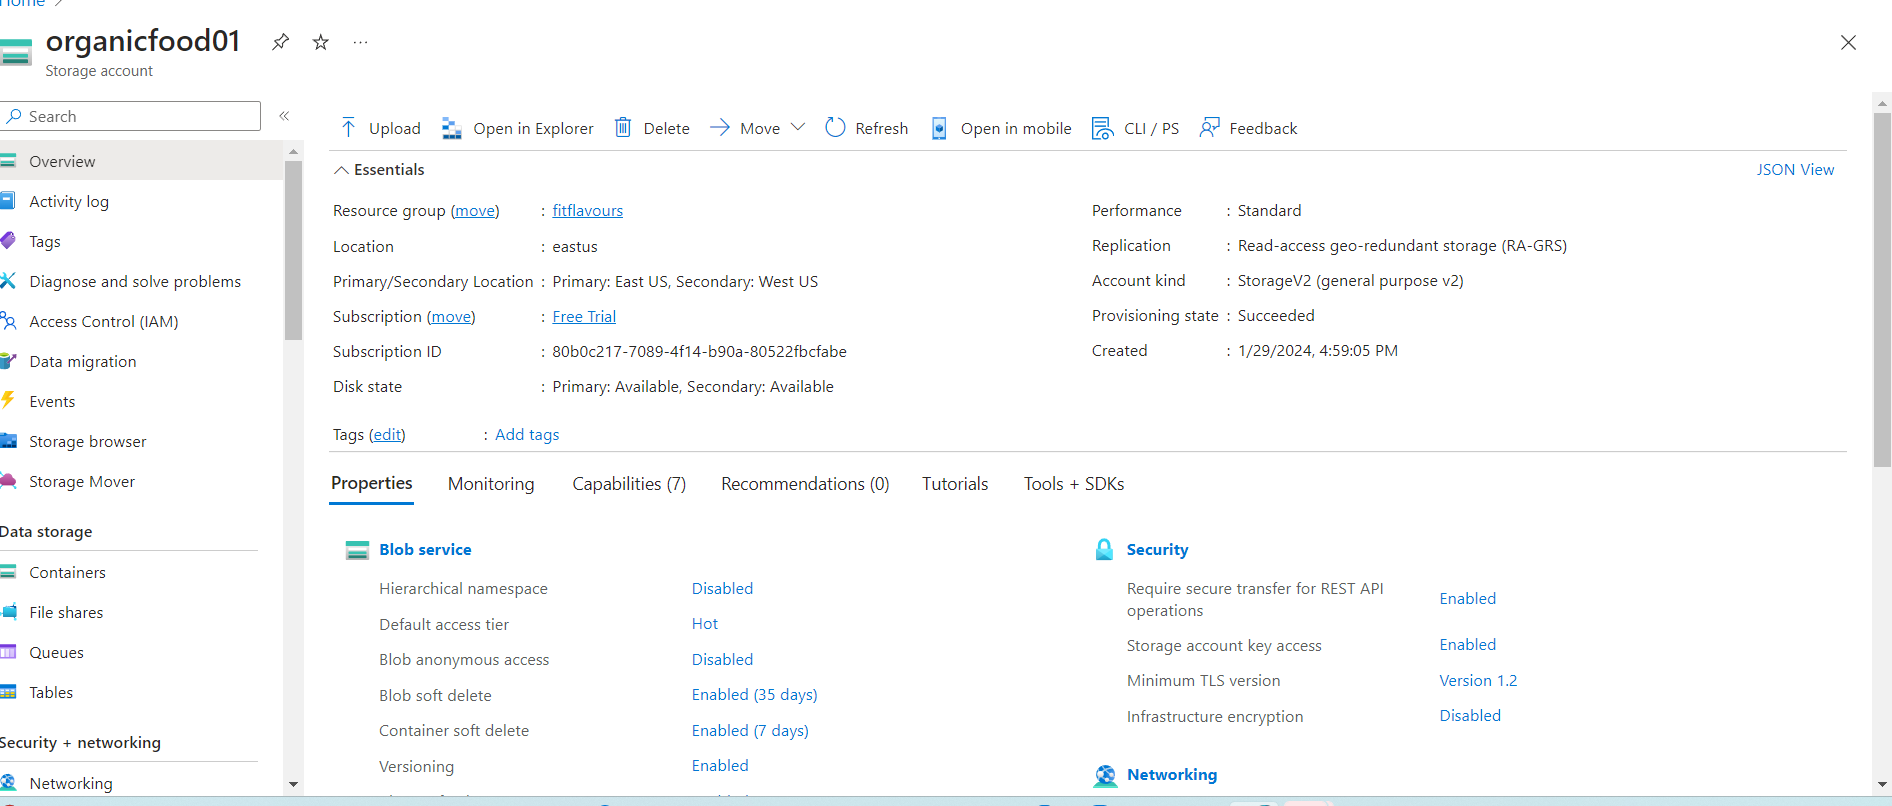 Home >
organicfood01 ...
Storage account
Search
«
Overview
Activity log
Tags
Diagnose and solve problems
Access Control (IAM)
Data migration
Events
Storage browser
Storage Mover
Data storage
Containers
File shares
Queues
Tables
Security + networking
Networking
Upload Open in Explorer Delete Move Refresh Open in mobile CLI / PS Feedback
Essentials
JSON View
Resource group (move) : fitflavours
Location : eastus
Primary/Secondary Location : Primary: East US, Secondary: West US
Subscription (move) : Free Trial
Subscription ID : 80b0c217-7089-4f14-b90a-80522fbcfabe
Disk state : Primary: Available, Secondary: Available
Performance : Standard
Replication : Read-access geo-redundant storage (RA-GRS)
Account kind : StorageV2 (general purpose v2)
Provisioning state : Succeeded
Created : 1/29/2024, 4:59:05 PM
Tags (edit) : Add tags
Properties Monitoring Capabilities (7) Recommendations (0) Tutorials Tools + SDKs
Blob service
Hierarchical namespace Disabled
Default access tier Hot
Blob anonymous access Disabled
Blob soft delete Enabled (35 days)
Container soft delete Enabled (7 days)
Versioning Enabled
Security
Require secure transfer for REST API
operations Enabled
Storage account key access Enabled
Minimum TLS version Version 1.2
Infrastructure encryption Disabled
Networking